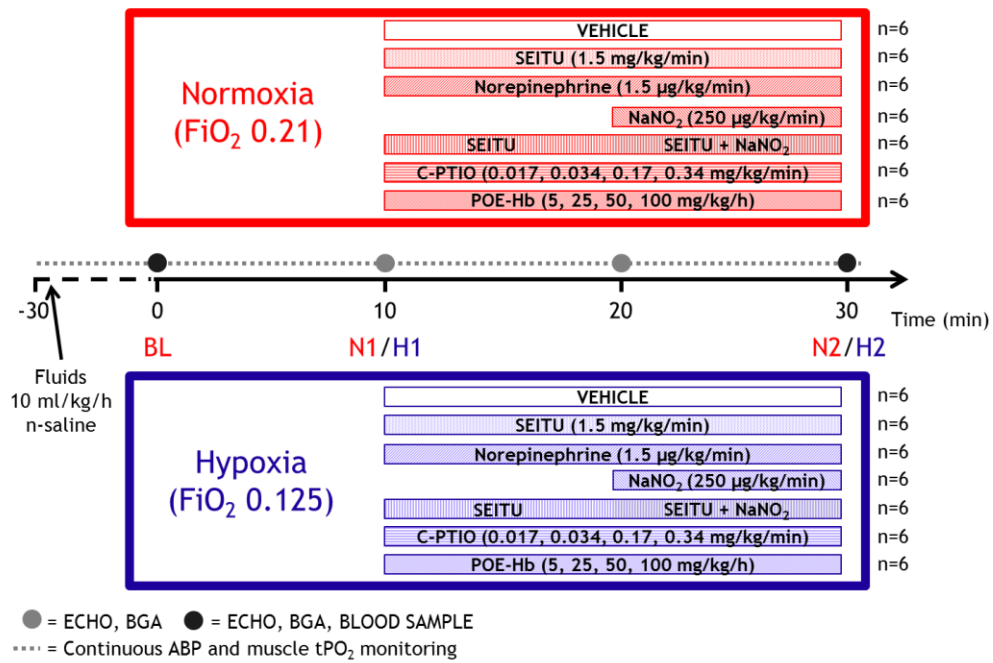 VEHICLE n=6
SEITU (1.5 mg/kg/min) n=6
Norepinephrine (1.5 µg/kg/min) n=6
Normoxia
(FiO₂ 0.21)
NaNO₂ (250 µg/kg/min) n=6
SEITU SEITU + NaNO₂ n=6
C-PTIO (0.017, 0.034, 0.17, 0.34 mg/kg/min) n=6
POE-Hb (5, 25, 50, 100 mg/kg/h) n=6
-30 0 10 20 30 Time (min)
BL N1/H1 N2/H2
Fluids
10 ml/kg/h
n-saline
VEHICLE n=6
SEITU (1.5 mg/kg/min) n=6
Norepinephrine (1.5 µg/kg/min) n=6
Hypoxia
(FiO₂ 0.125)
NaNO₂ (250 µg/kg/min) n=6
SEITU SEITU + NaNO₂ n=6
C-PTIO (0.017, 0.034, 0.17, 0.34 mg/kg/min) n=6
POE-Hb (5, 25, 50, 100 mg/kg/h) n=6
= ECHO, BGA = ECHO, BGA, BLOOD SAMPLE
= Continuous ABP and muscle tPO₂ monitoring